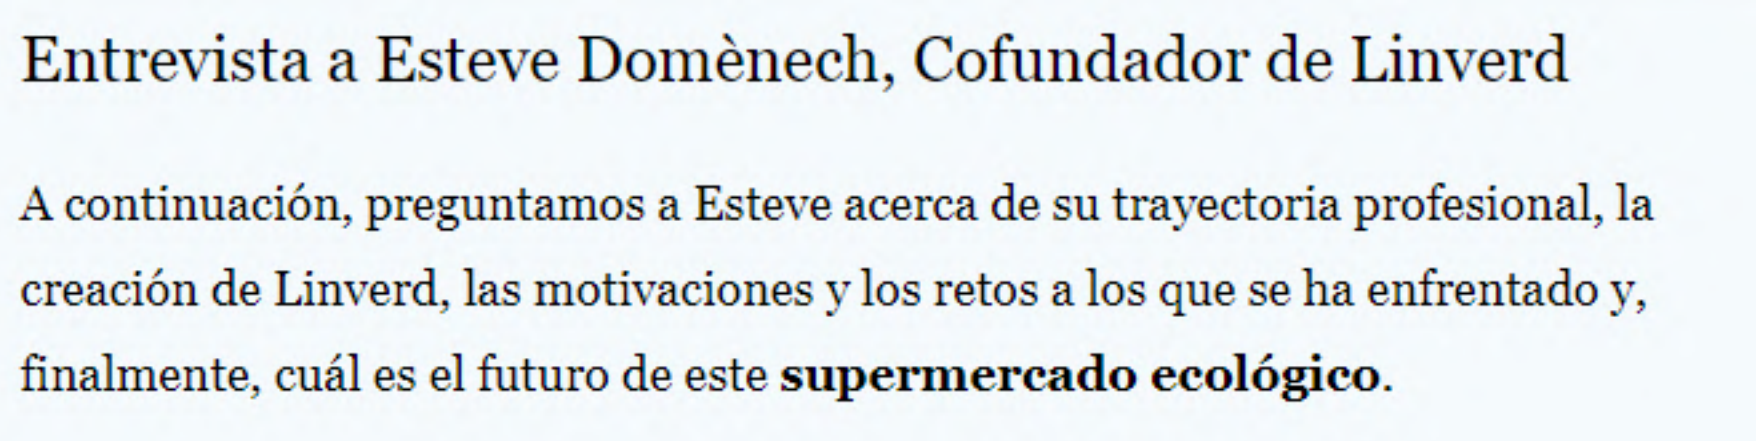 Entrevista a Esteve Domènech, Cofundador de Linverd
A continuación, preguntamos a Esteve acerca de su trayectoria profesional, la
creación de Linverd, las motivaciones y los retos a los que se ha enfrentado y,
finalmente, cuál es el futuro de este supermercado ecológico.